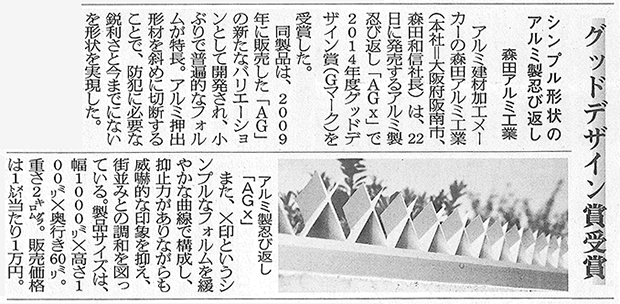 グッドデザイン賞受賞
シンプル形状の
アルミ製忍び返し
森田アルミ工業
アルミ建材加工メー
カーの森田アルミ工業
(本社=大阪府阪南市、
森田和信社長)は、22
日に発売するアルミ製
忍び返し「AGx」で
2014年度グッドデ
ザイン賞(Gマーク)を
受賞した。
同製品は、2009
年に販売した「AG」
の新たなバリエーショ
ンとして開発され、小
ぶりで普遍的なフォル
ムが特長。アルミ押出
形材を斜めに切断する
ことで、防犯に必要な
鋭利さと今までにない
を形状を実現した。
アルミ製忍び返し
「AGx」
また、×印というシ
ンプルなフォルムを緩
やかな曲線で構成し、
抑止力がありながらも
威嚇的な印象を抑え、
街並みとの調和を図っ
ている。製品サイズは、
幅1000㍉×高さ1
00㍉×奥行き60㍉。
重さ2㌔㌘。販売価格
は1㍍当たり1万円。